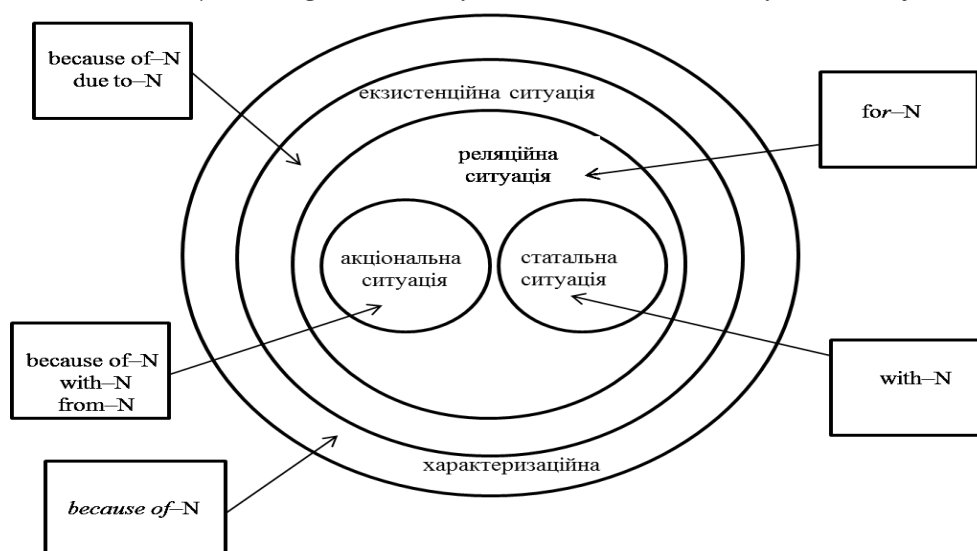 because of–N
due to–N
екзистенційна ситуація
for–N
реляційна
ситуація
акціональна
ситуація
статальна
ситуація
because of–N
with–N
from–N
with–N
характеризаційна
because of–N